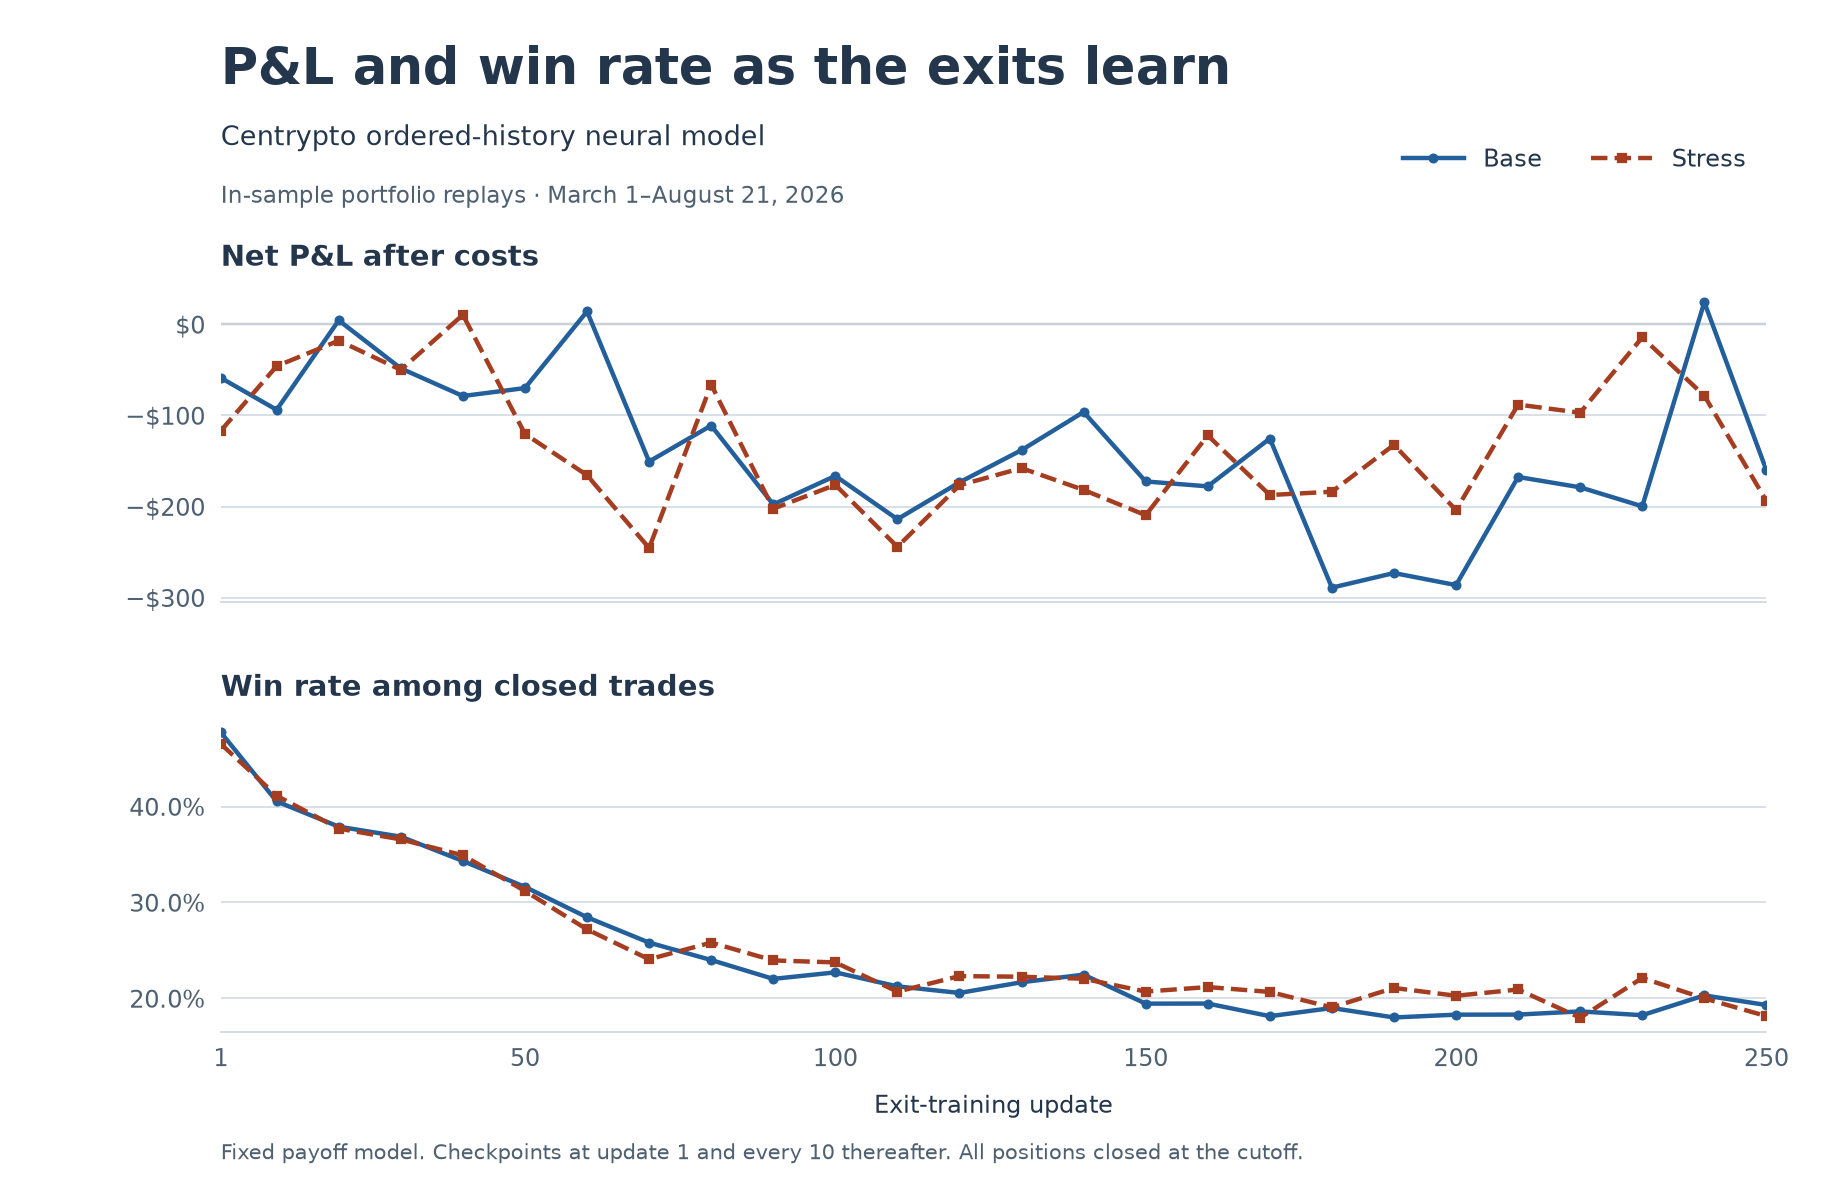 P&L and win rate as the exits learn
Centrypto ordered-history neural model
Base
Stress
In-sample portfolio replays · March 1–August 21, 2026
Net P&L after costs
$0
−$100
−$200
−$300
Win rate among closed trades
40.0%
30.0%
20.0%
1 50 100 150 200 250
Exit-training update
Fixed payoff model. Checkpoints at update 1 and every 10 thereafter. All positions closed at the cutoff.